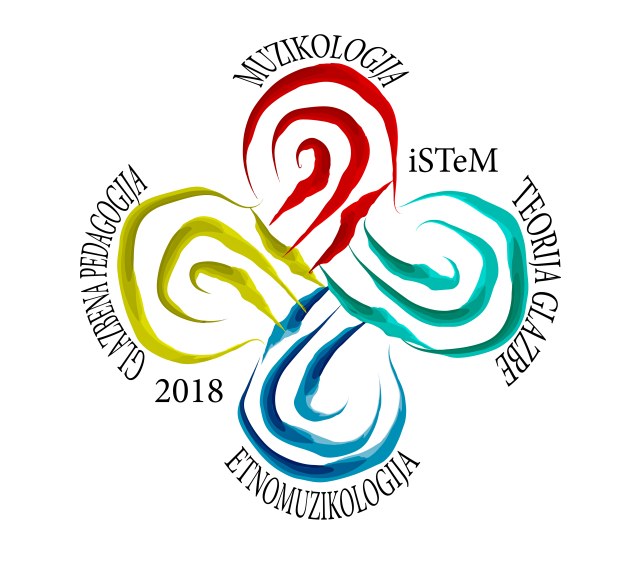 MUZIKOLOGIJA
iSTeM
TEORIJA GLAZBE
GLAZBENA PEDAGOGIJA
2018
ETNOMUZIKOLOGIJA